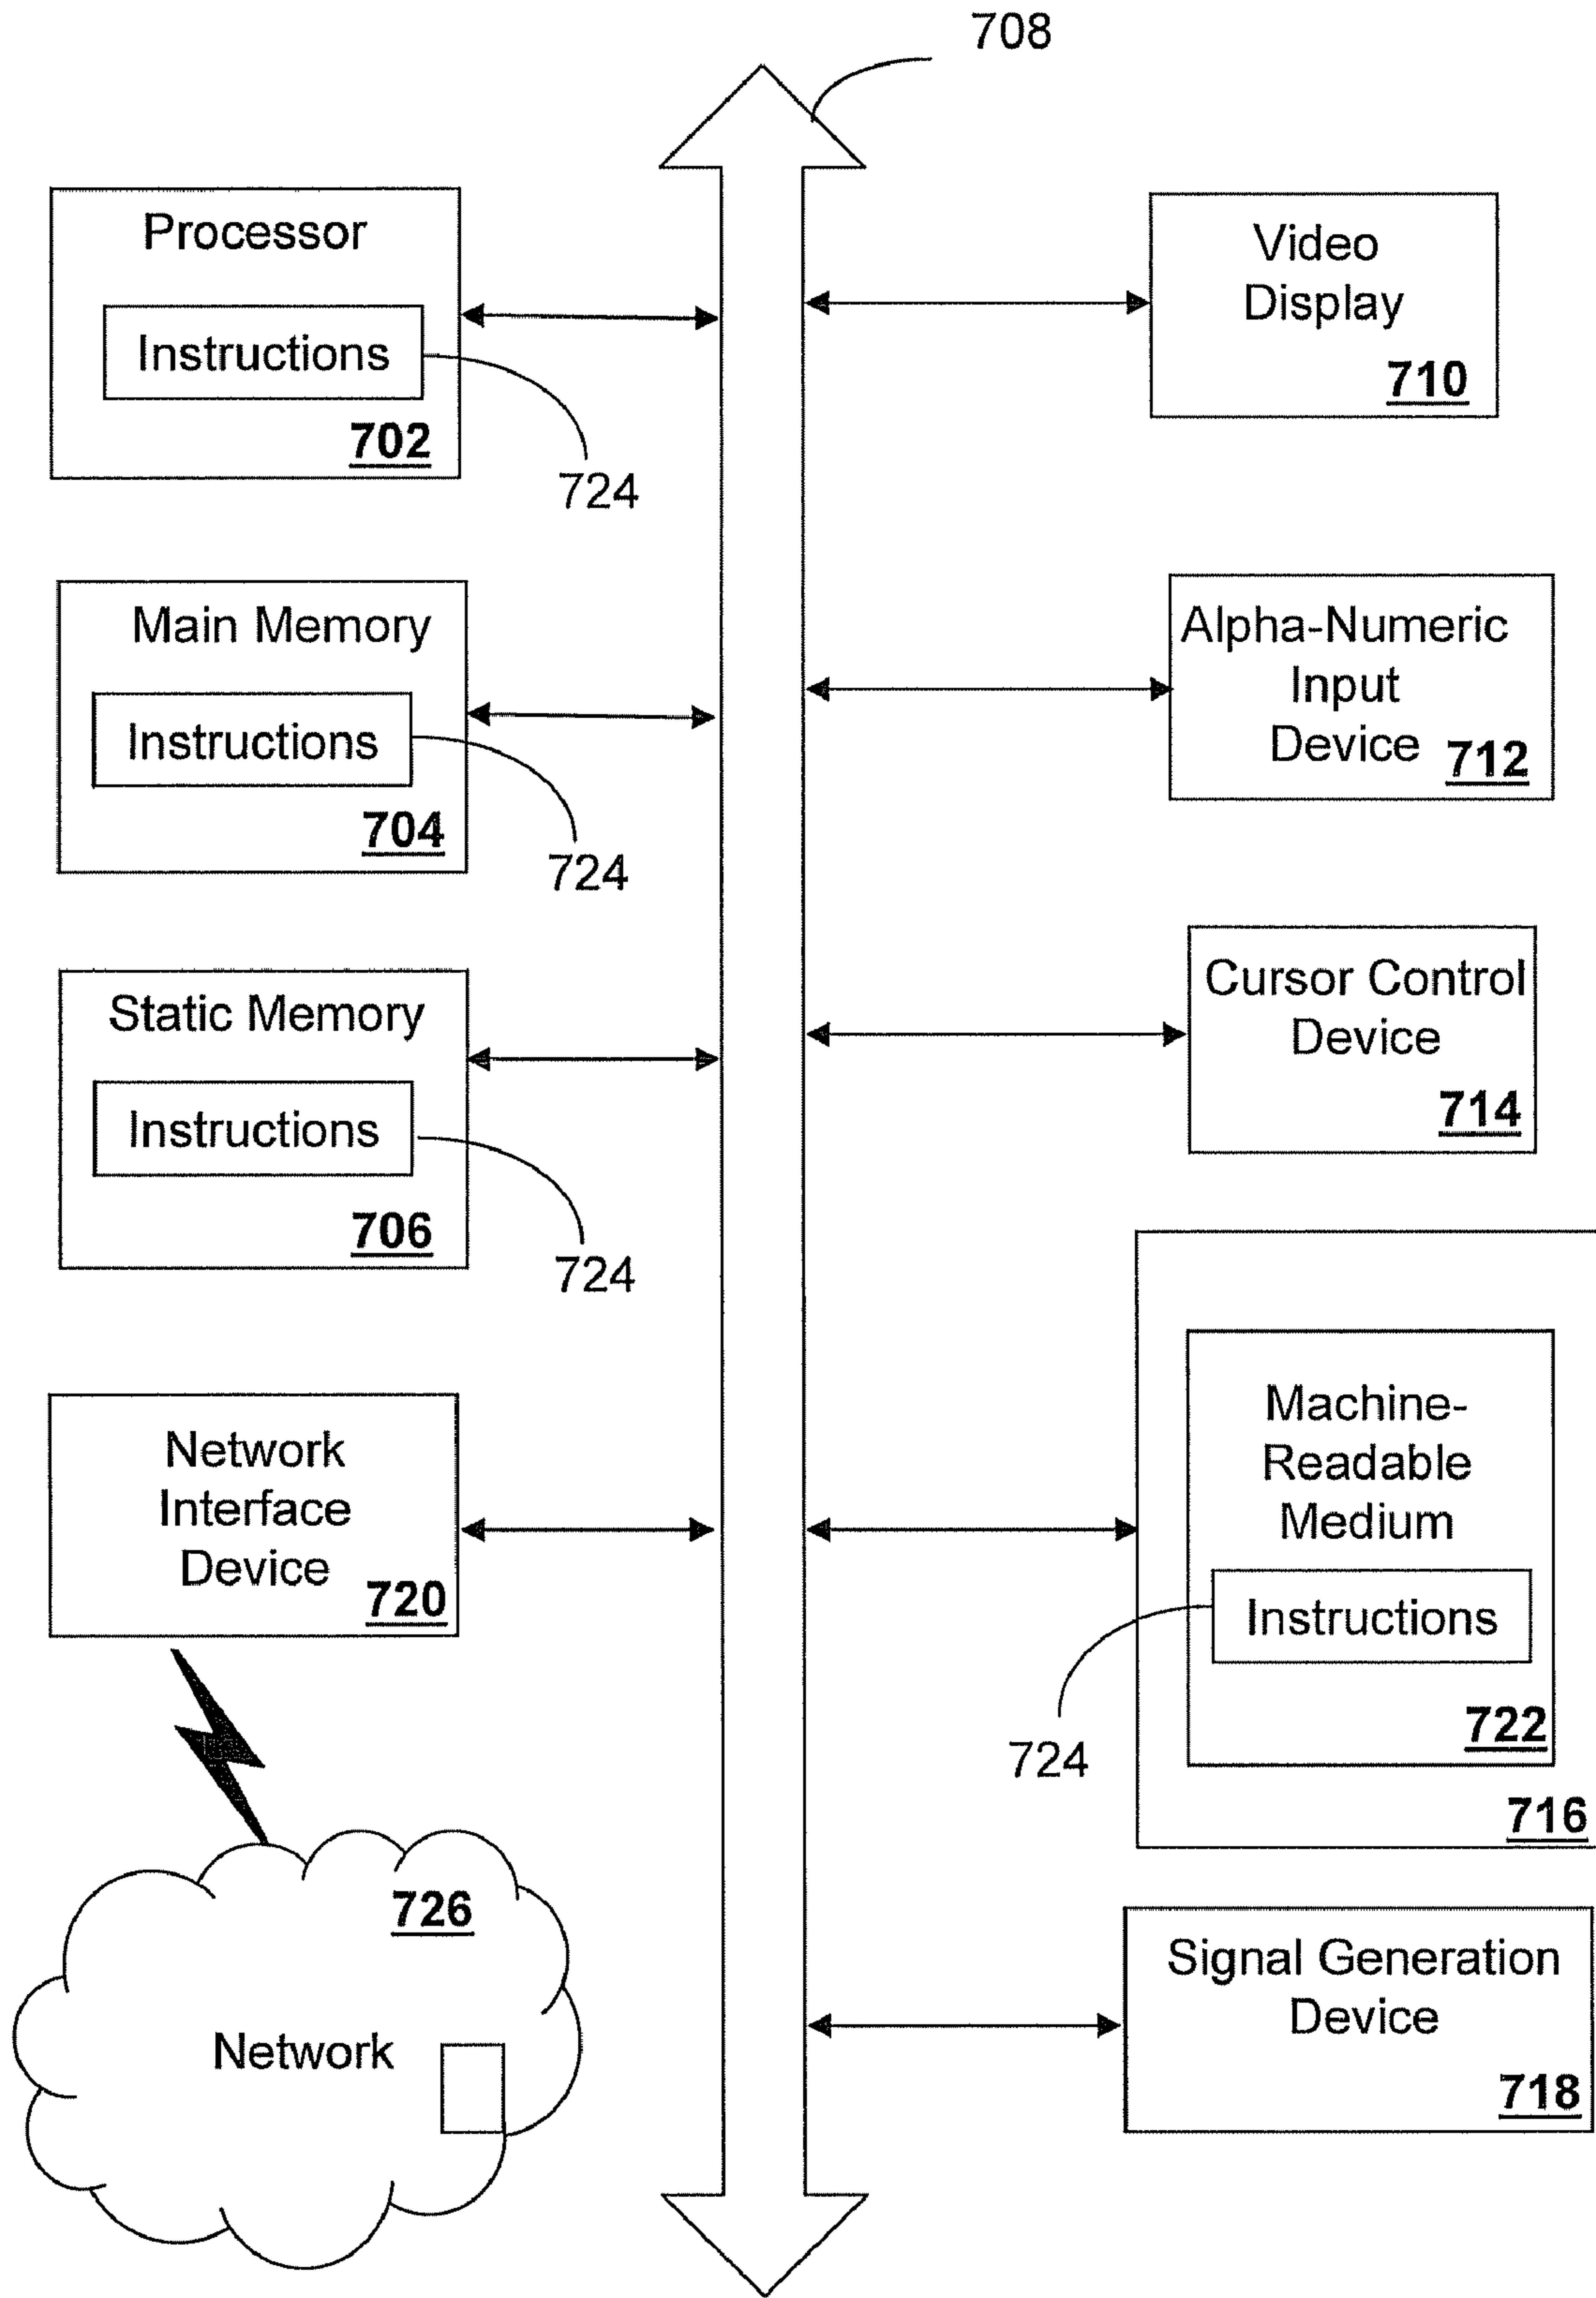 708
Processor
Instructions
702
724
Main Memory
Instructions
704
724
Static Memory
Instructions
706
724
Network
Interface
Device
720
726
Network
Video
Display
710
Alpha-Numeric
Input
Device
712
Cursor Control
Device
714
Machine-
Readable
Medium
Instructions
724
722
716
Signal Generation
Device
718